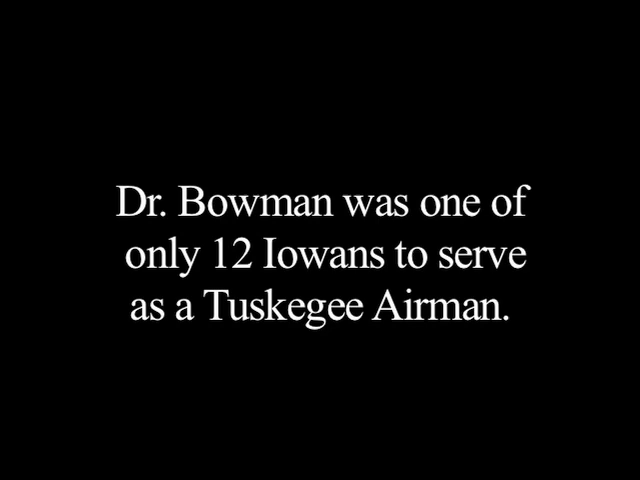 Dr. Bowman was one of
only 12 Iowans to serve
as a Tuskegee Airman.